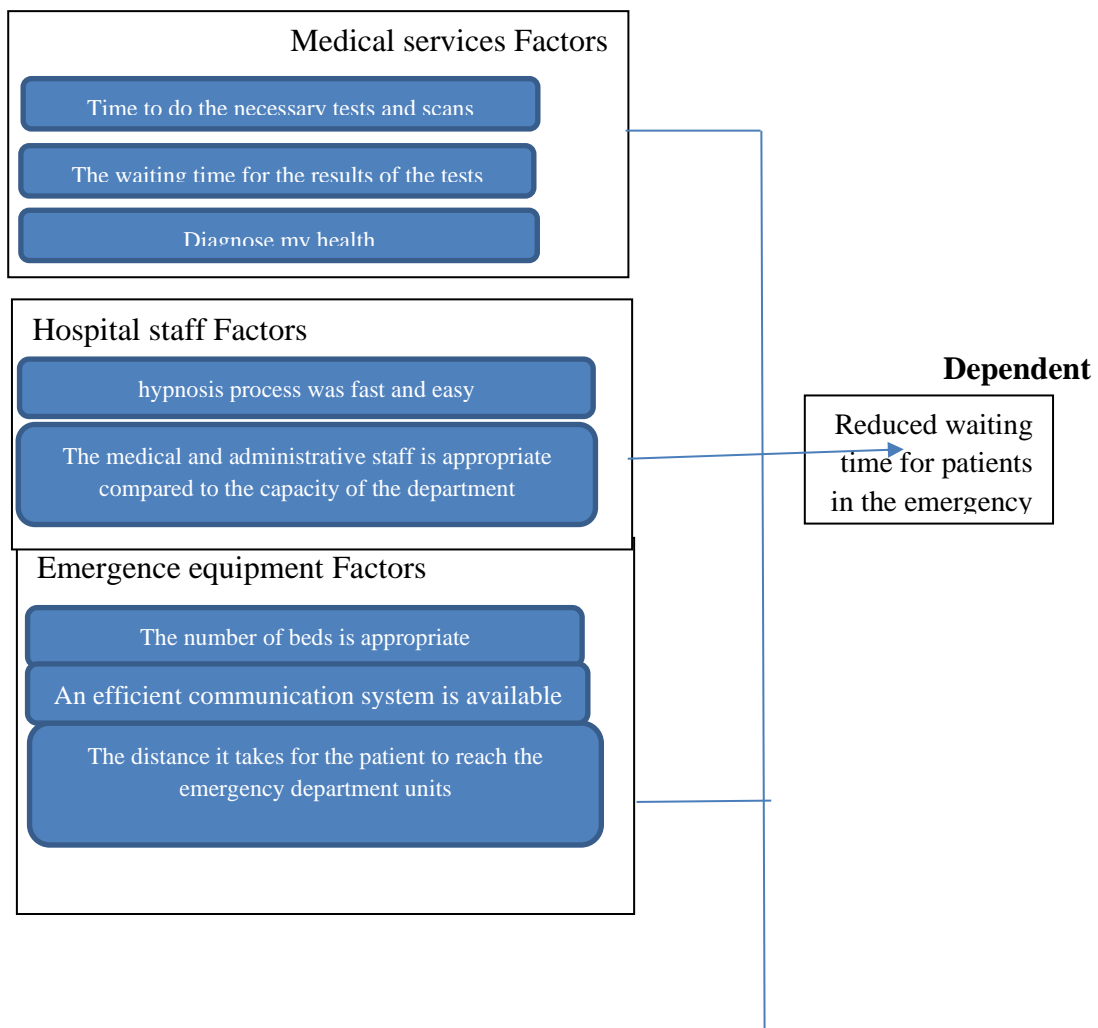 Medical services Factors
Time to do the necessary tests and scans
The waiting time for the results of the tests
Diagnose my health
Hospital staff Factors
hypnosis process was fast and easy
The medical and administrative staff is appropriate
compared to the capacity of the department
Emergence equipment Factors
The number of beds is appropriate
An efficient communication system is available
The distance it takes for the patient to reach the
emergency department units
Dependent
Reduced waiting
time for patients
in the emergency